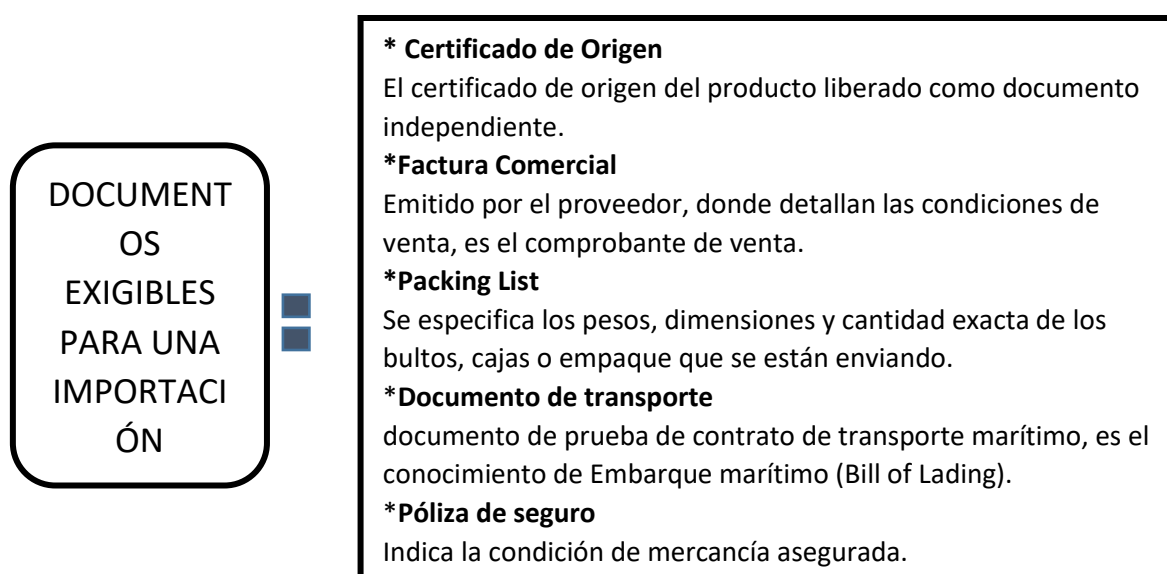 DOCUMENT
OS
EXIGIBLES
PARA UNA
IMPORTACI
ÓN
* Certificado de Origen
El certificado de origen del producto liberado como documento
independiente.
*Factura Comercial
Emitido por el proveedor, donde detallan las condiciones de
venta, es el comprobante de venta.
*Packing List
Se especifica los pesos, dimensiones y cantidad exacta de los
bultos, cajas o empaque que se están enviando.
*Documento de transporte
documento de prueba de contrato de transporte marítimo, es el
conocimiento de Embarque marítimo (Bill of Lading).
*Póliza de seguro
Indica la condición de mercancía asegurada.